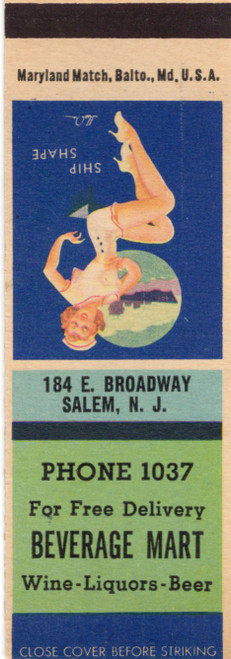 Maryland Match, Balto., Md, U.S.A.
SHIP
SHAPE
184 E. BROADWAY
SALEM, N. J.
PHONE 1037
For Free Delivery
BEVERAGE MART
Wine-Liquors-Beer
CLOSE COVER BEFORE STRIKING